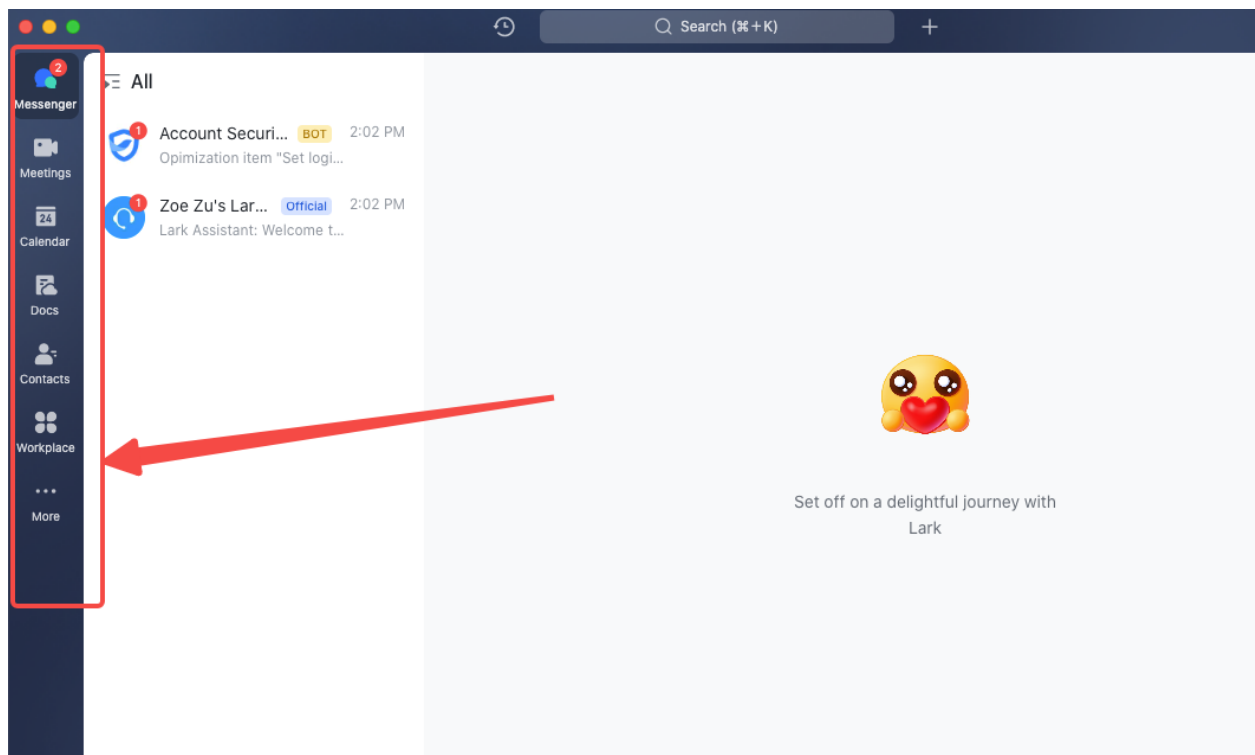 Search (⌘+K)
2
Messenger
Meetings
24
Calendar
Docs
Contacts
Workplace
More
All
1
Account Securi... BOT 2:02 PM
Opimization item "Set logi...
1
Zoe Zu's Lar... Official 2:02 PM
Lark Assistant: Welcome t...
Set off on a delightful journey with
Lark